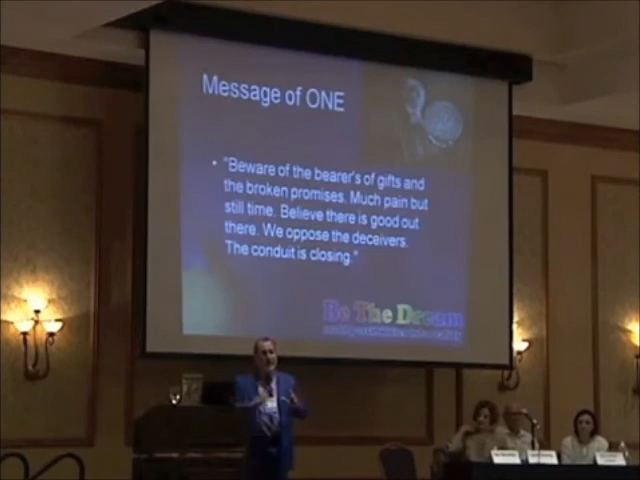 Message of ONE
• "Beware of the bearer's of gifts and
the broken promises. Much pain but
still time. Believe there is good out
there. We oppose the deceivers.
The conduit is closing."
Be The Dream